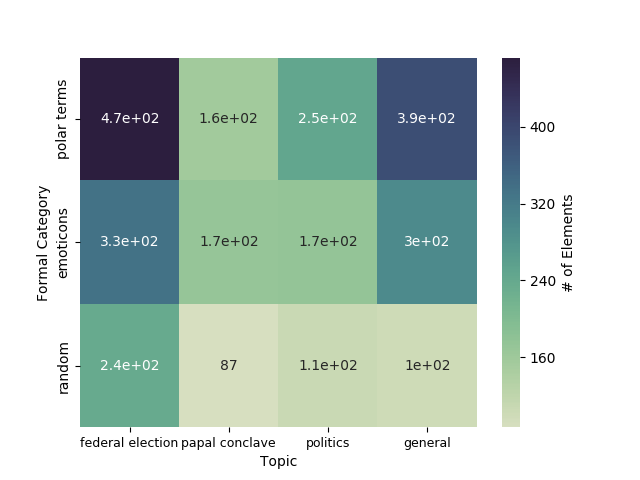 polar terms
4.7e+02 1.6e+02 2.5e+02 3.9e+02
emoticons
3.3e+02 1.7e+02 1.7e+02 3e+02
random
2.4e+02 87 1.1e+02 1e+02
federal election papal conclave politics general
Topic
Formal Category
400
320
240
160
# of Elements